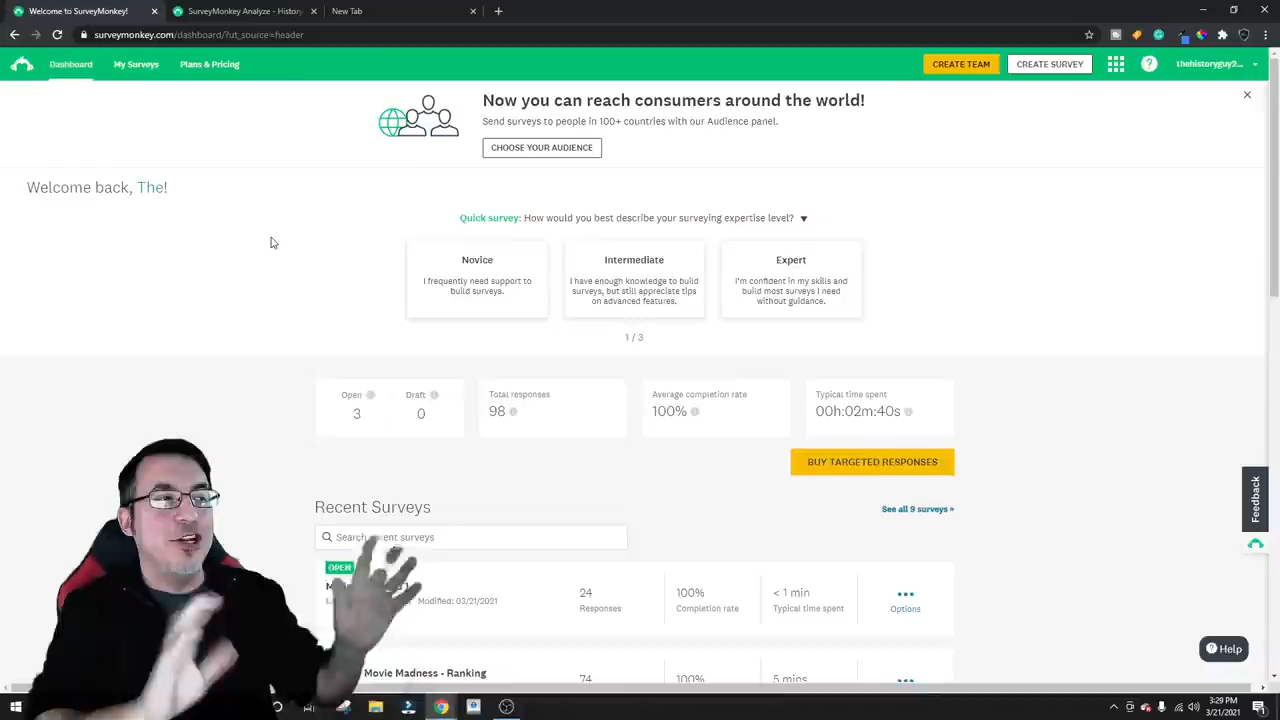 Welcome to SurveyMonkey
SurveyMonkey Analyze - History
New Tab
surveymonkey.com/dashboard/?ut_source=header
Dashboard
My Surveys
Plans & Pricing
CREATE TEAM
CREATE SURVEY
thehistoryguy2...
Now you can reach consumers around the world!
Send surveys to people in 100+ countries with our Audience panel.
CHOOSE YOUR AUDIENCE
Welcome back, The!
Quick survey: How would you best describe your surveying expertise level?
Novice
I frequently need support to
build surveys.
Intermediate
I have enough knowledge to build
surveys, but still appreciate tips
on advanced features.
Expert
I'm confident in my skills and
build most surveys I need
without guidance.
1 / 3
Open
3
Draft
0
Total responses
98
Average completion rate
100%
Typical time spent
00h:02m:40s
BUY TARGETED RESPONSES
Feedback
Recent Surveys
See all 9 surveys »
Search recent surveys
OPEN
Modified: 03/21/2021
24
Responses
100%
Completion rate
< 1 min
Typical time spent
Options
Movie Madness - Ranking
74
100%
5 mins
Help
3:29 PM
3/21/2021